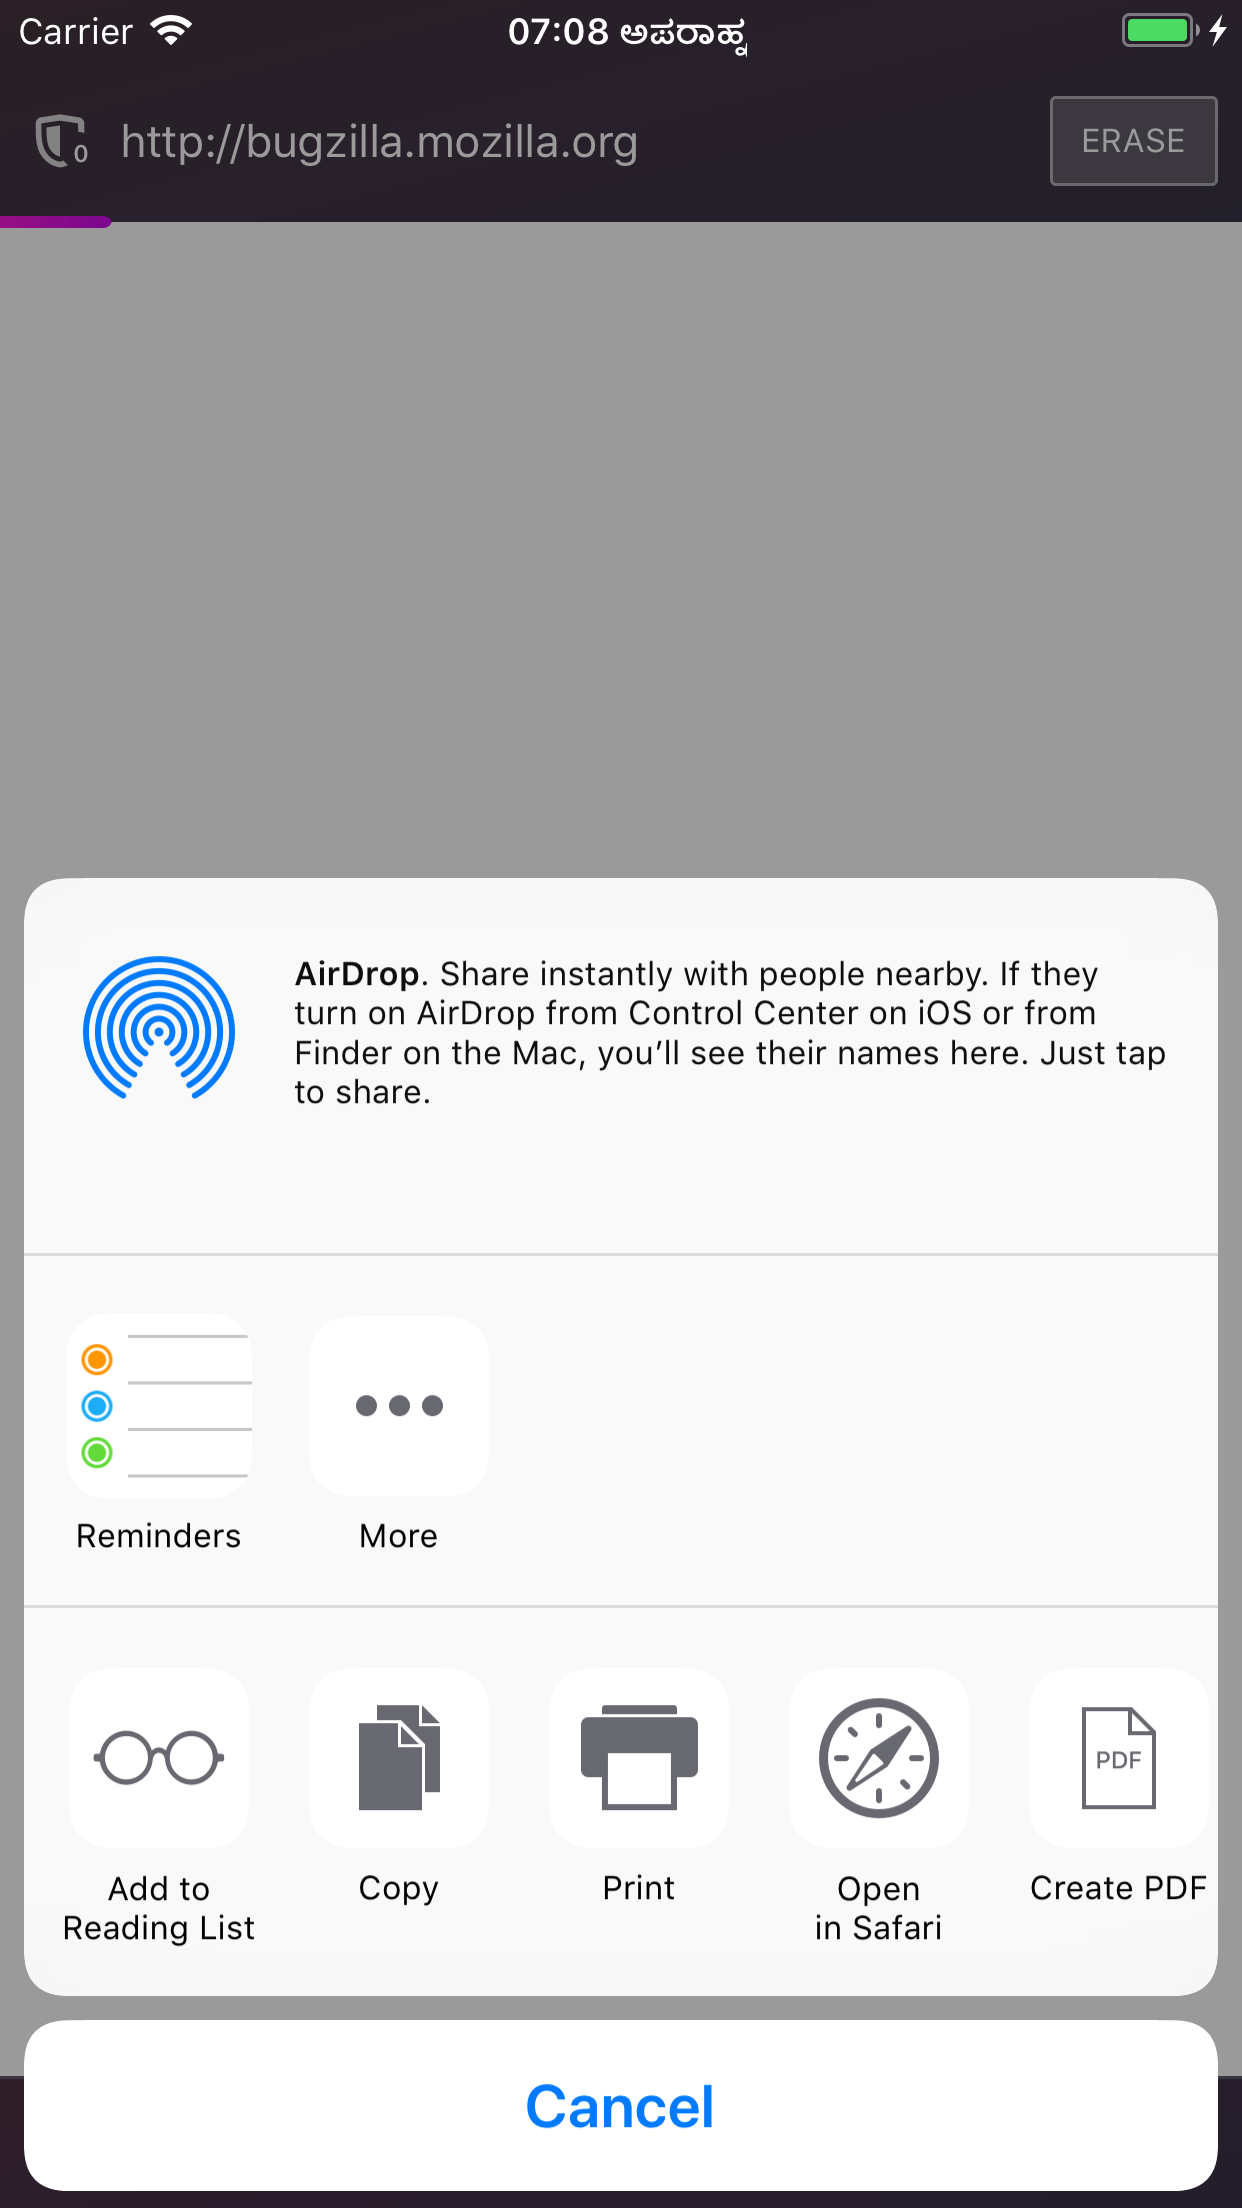 Carrier
07:08 ಅಪರಾಹ್ನ
0
http://bugzilla.mozilla.org
ERASE
AirDrop. Share instantly with people nearby. If they
turn on AirDrop from Control Center on iOS or from
Finder on the Mac, you’ll see their names here. Just tap
to share.
Reminders
More
PDF
Add to
Reading List
Copy
Print
Open
in Safari
Create PDF
Cancel